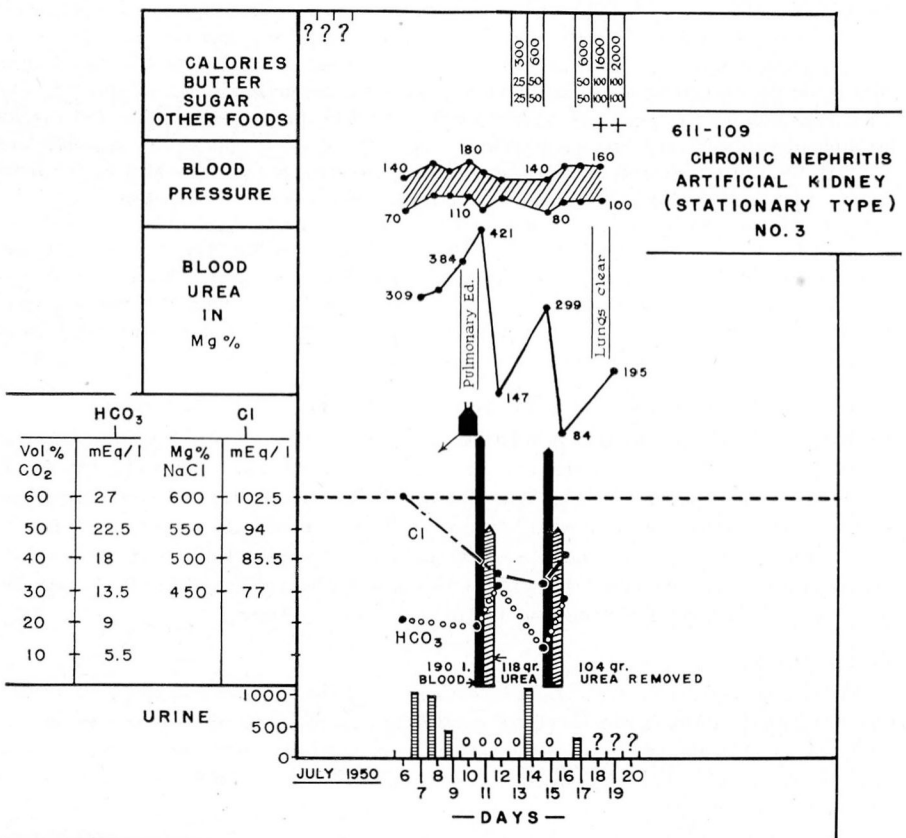 ? ? ?
CALORIES
BUTTER
SUGAR
OTHER FOODS
300 600 600 1600 2000
25 50 50 100 100
25 50 50 100 100
+ +
611-109
CHRONIC NEPHRITIS
ARTIFICIAL KIDNEY
(STATIONARY TYPE)
NO. 3
BLOOD
PRESSURE
140 180 140 160
70 110 80 100
BLOOD
UREA
IN
Mg%
309 384 421 147 299 84 195
Pulmonary Ed.
Lungs clear
HCO3 Cl
Vol % mEq/l Mg% mEq/l
CO2 NaCl
60 27 600 102.5
50 22.5 550 94
40 18 500 85.5
30 13.5 450 77
20 9
10 5.5
Cl
HCO3
190 l. 118 gr. 104 gr.
BLOOD UREA UREA REMOVED
URINE
1000
500
0
0 0 0 0 0 ? ? ? 
JULY 1950
6 8 10 12 14 16 18 20
7 9 11 13 15 17 19
— DAYS —